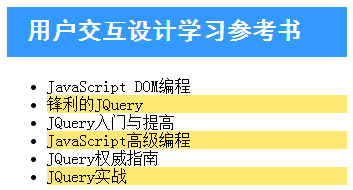 用户交互设计学习参考书
JavaScript DOM编程
锋利的JQuery
JQuery入门与提高
JavaScript高级编程
JQuery权威指南
JQuery实战